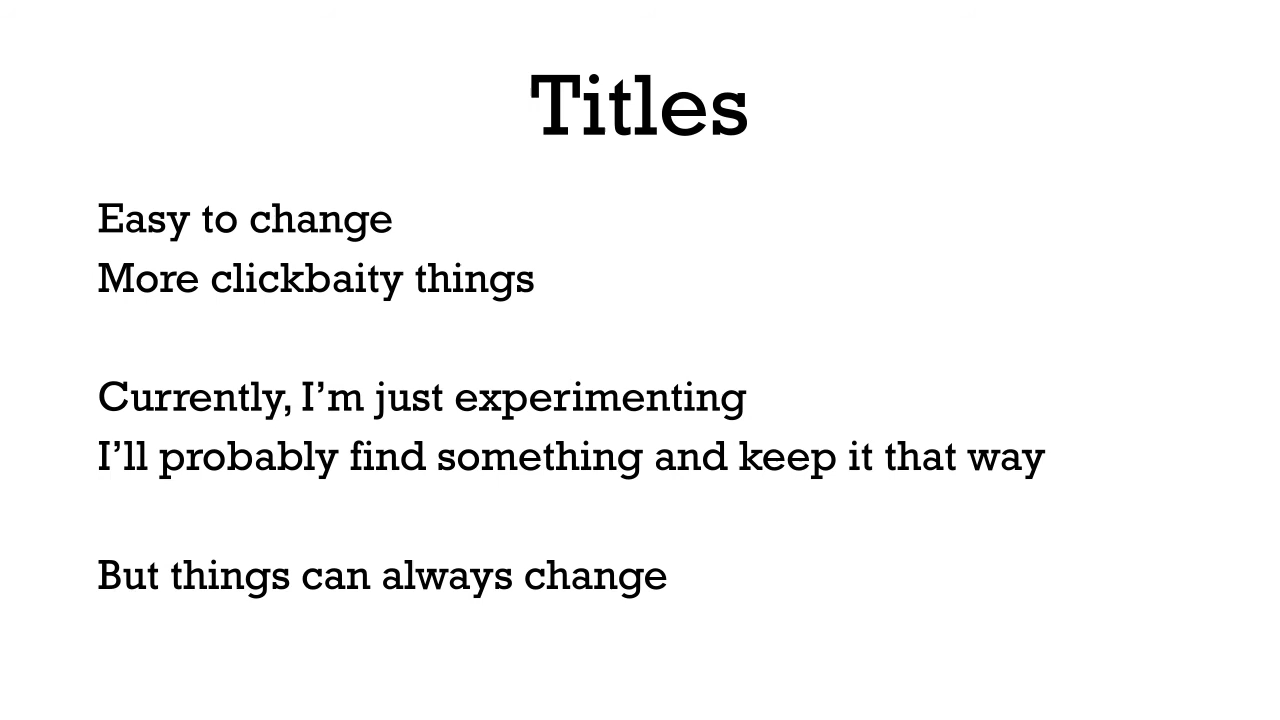 Titles
Easy to change
More clickbaity things
Currently, I’m just experimenting
I’ll probably find something and keep it that way
But things can always change